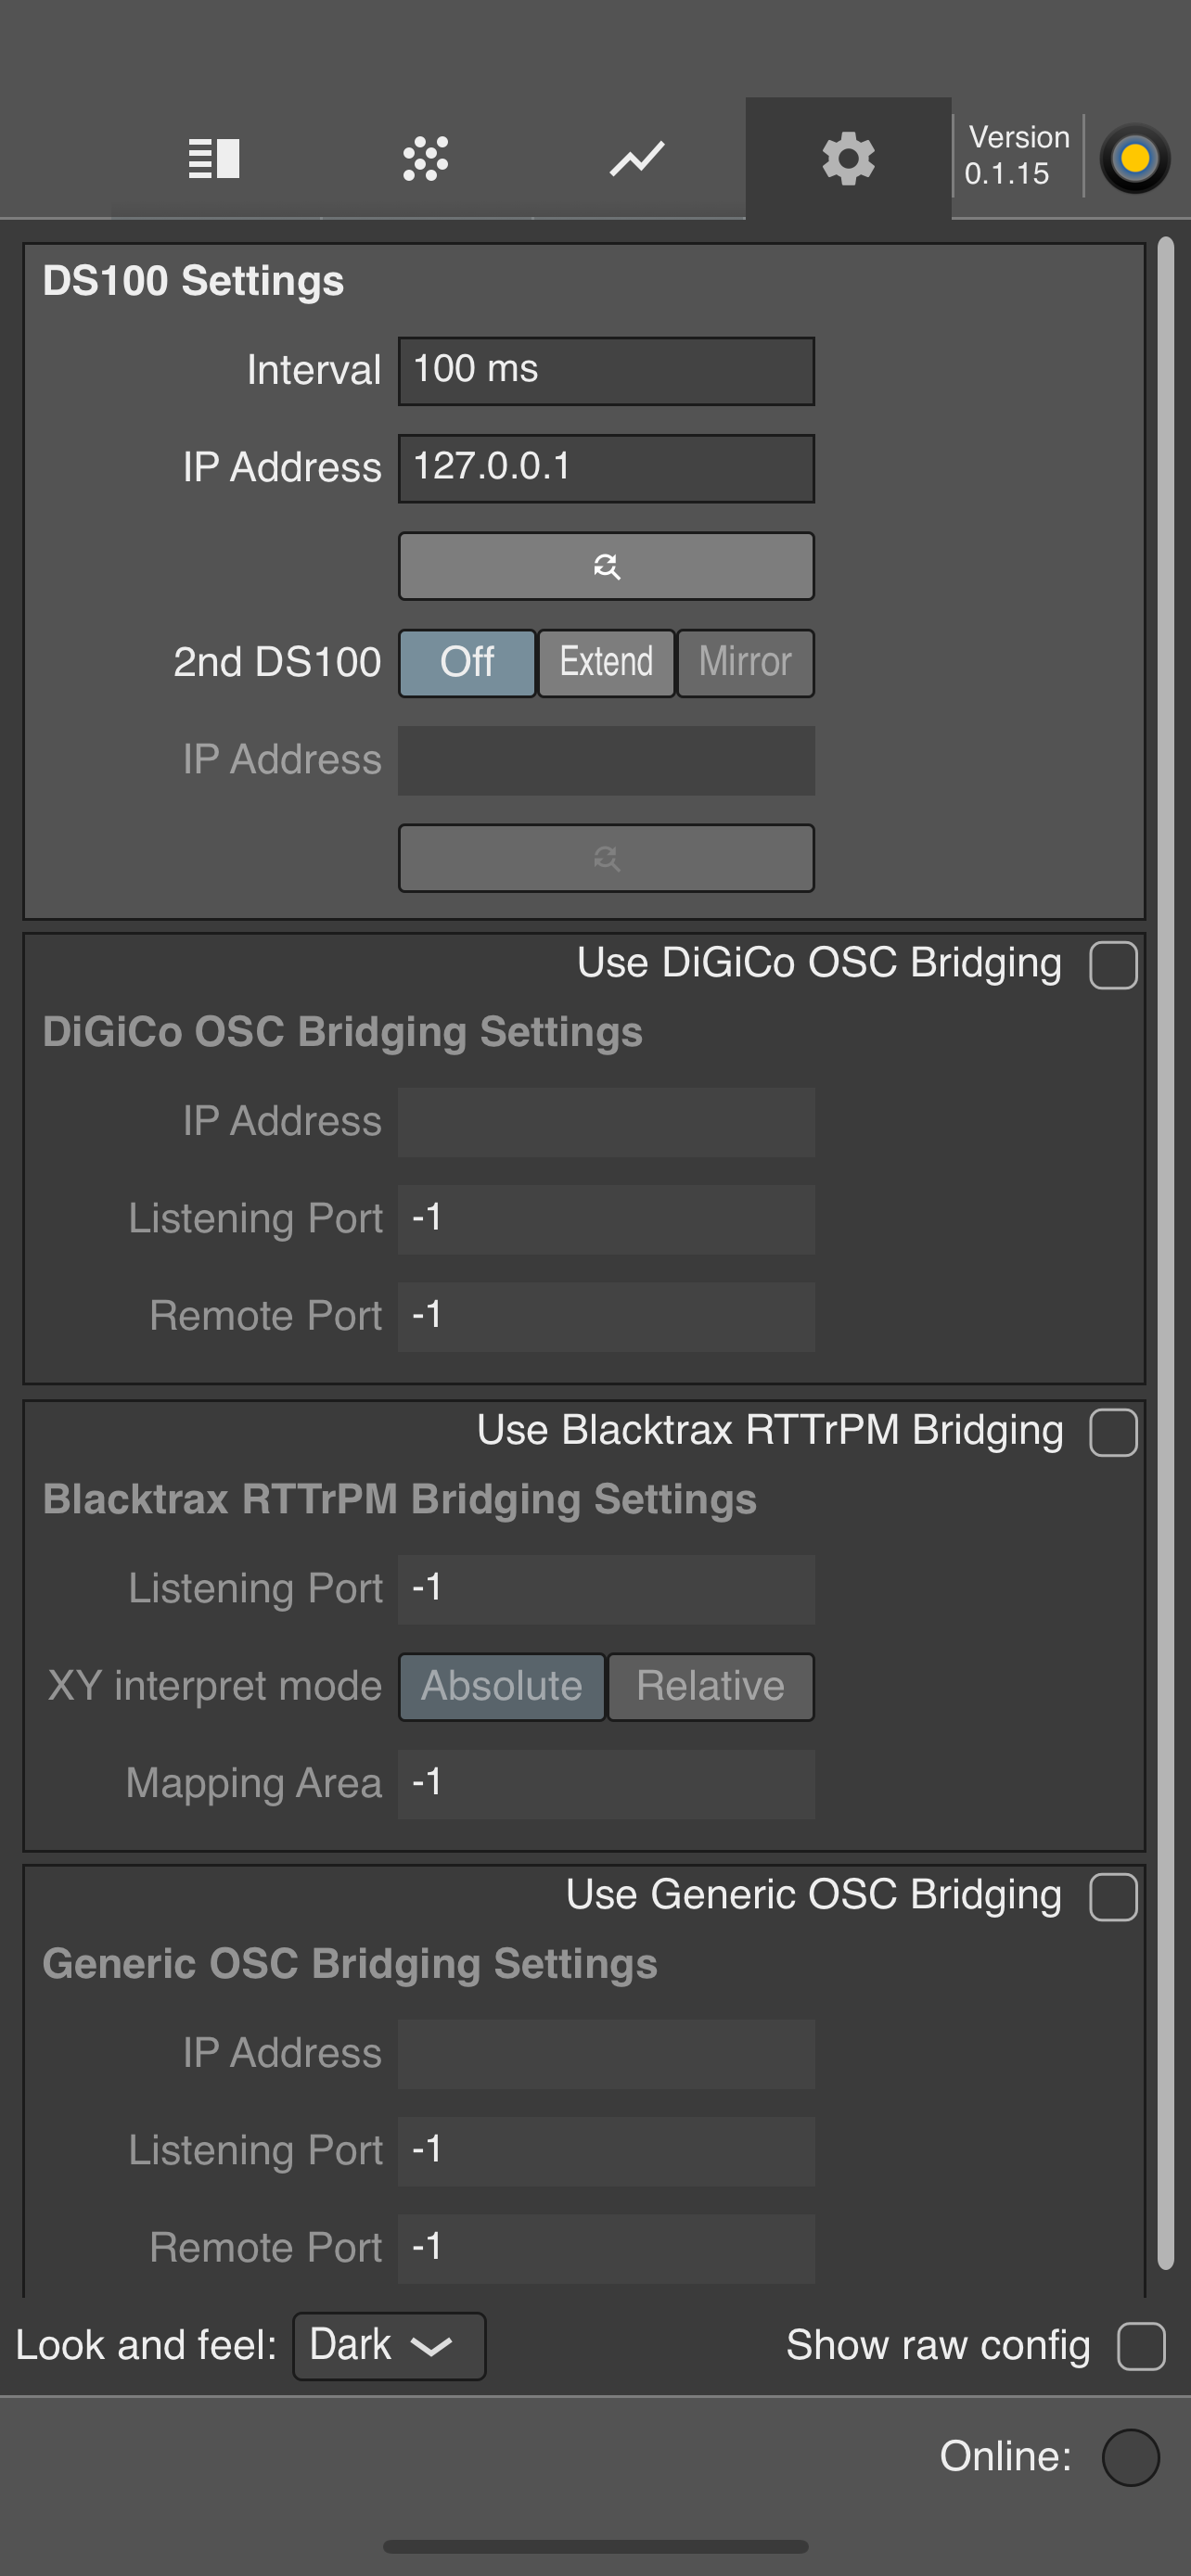 Version
0.1.15
DS100 Settings
Interval 100 ms
IP Address 127.0.0.1
2nd DS100 Off Extend Mirror
IP Address
Use DiGiCo OSC Bridging
DiGiCo OSC Bridging Settings
IP Address
Listening Port -1
Remote Port -1
Use Blacktrax RTTrPM Bridging
Blacktrax RTTrPM Bridging Settings
Listening Port -1
XY interpret mode Absolute Relative
Mapping Area -1
Use Generic OSC Bridging
Generic OSC Bridging Settings
IP Address
Listening Port -1
Remote Port -1
Look and feel: Dark Show raw config
Online: